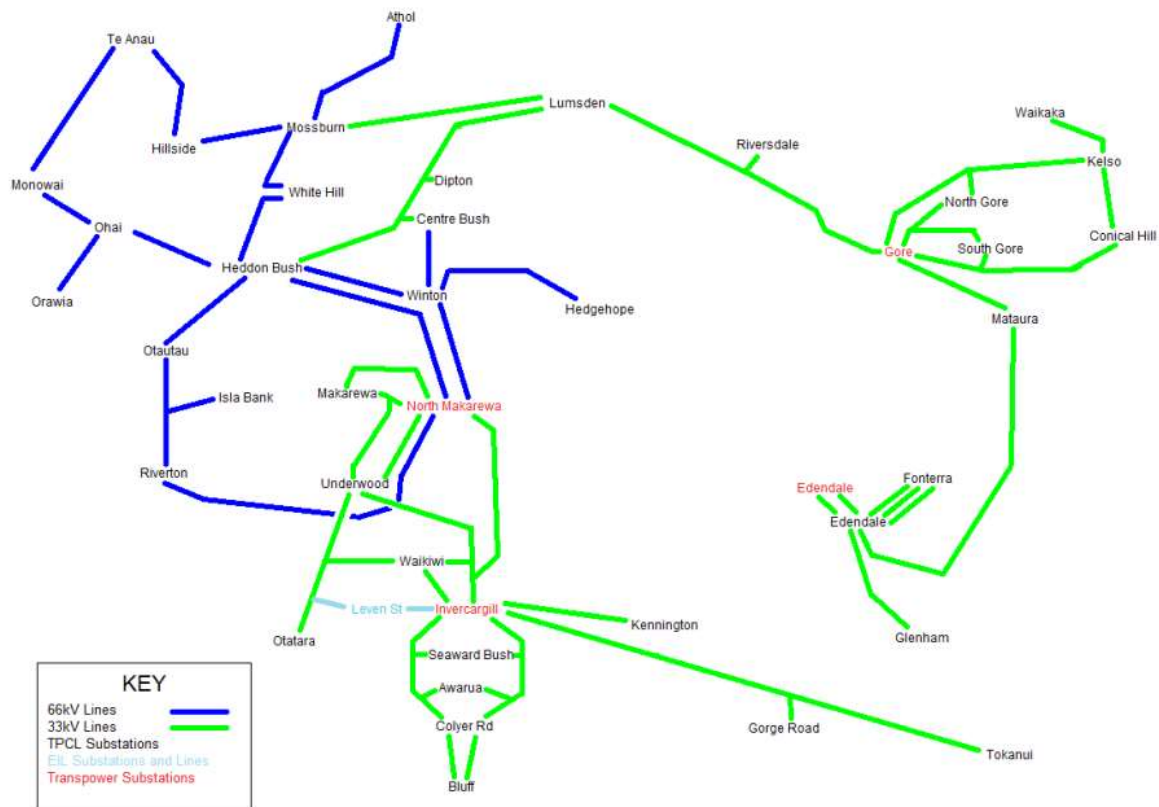 Athol
Te Anau
Lumsden
Waikaka
Mossburn
Riversdale
Hillside
Kelso
Monowai
White Hill
Dipton
North Gore
Centre Bush
Ohai
Conical Hill
South Gore
Gore
Heddon Bush
Winton
Orawia
Hedgehope
Mataura
Otautau
Makarewa
Isla Bank
North Makarewa
Riverton
Underwood
Fonterra
Edendale
Edendale
Waikiwi
Leven St
Invercargill
Kennington
Otatara
Glenham
Seaward Bush
KEY
Awarua
66kV Lines
33kV Lines
Colyer Rd
Gorge Road
TPCL Substations
Tokanui
EIL Substations and Lines
Transpower Substations
Bluff